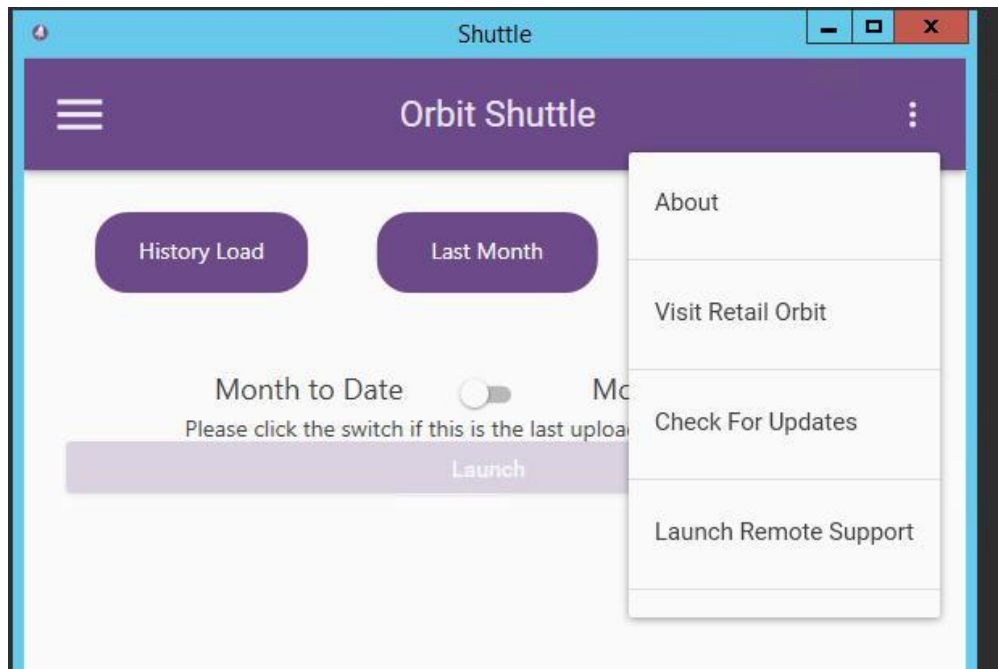 Shuttle
Orbit Shuttle
About
History Load
Last Month
Visit Retail Orbit
Month to Date
Please click the switch if this is the last
Check For Updates
Launch
Launch Remote Support